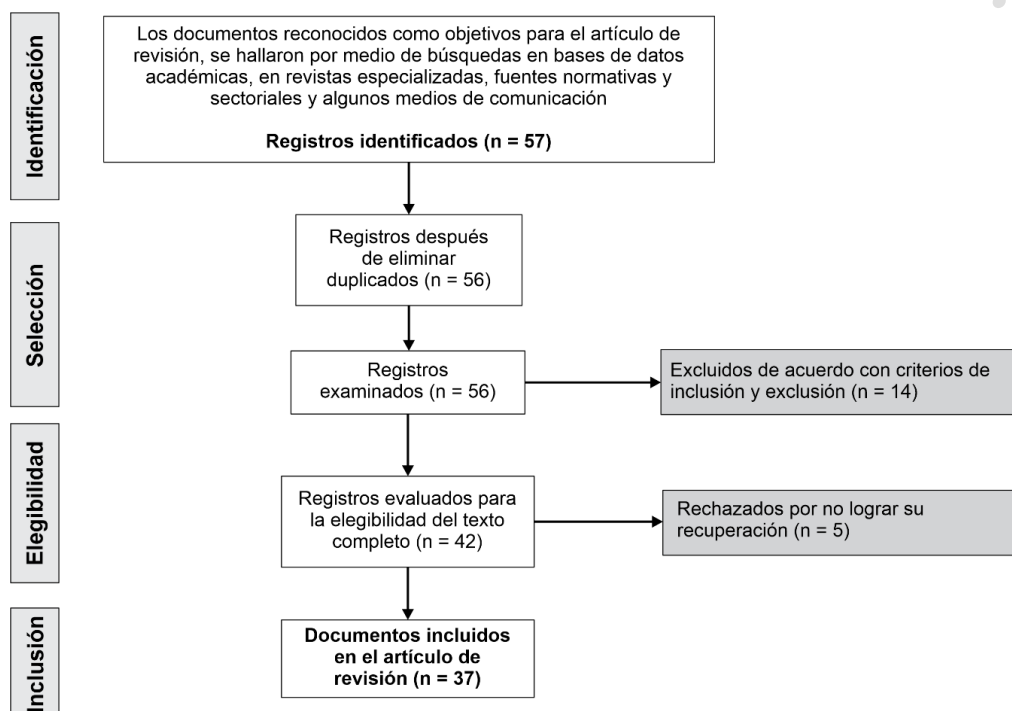 Identificación
Los documentos reconocidos como objetivos para el artículo de
revisión, se hallaron por medio de búsquedas en bases de datos
académicas, en revistas especializadas, fuentes normativas y
sectoriales y algunos medios de comunicación
Registros identificados (n = 57)
Selección
Registros después
de eliminar
duplicados (n = 56)
Registros
examinados (n = 56)
Excluidos de acuerdo con criterios de
inclusión y exclusión (n = 14)
Elegibilidad
Registros evaluados para
la elegibilidad del texto
completo (n = 42)
Rechazados por no lograr su
recuperación (n = 5)
Inclusión
Documentos incluidos
en el artículo de
revisión (n = 37)